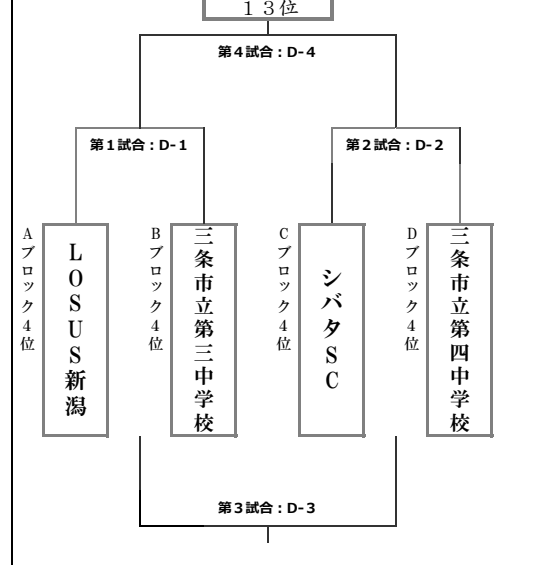 13位
第4試合:D-4
第1試合:D-1
第2試合:D-2
Aブロック4位
LOSUS新潟
Bブロック4位
三条市立第三中学校
Cブロック4位
シバタSC
Dブロック4位
三条市立第四中学校
第3試合:D-3